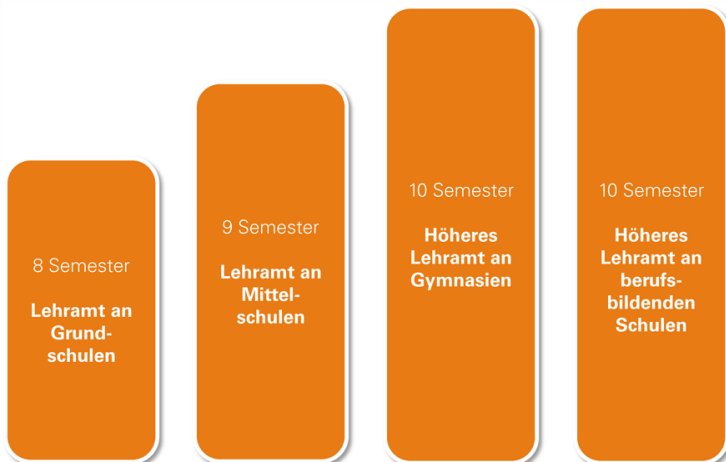 8 Semester
Lehramt an
Grund-
schulen
9 Semester
Lehramt an
Mittel-
schulen
10 Semester
Höheres
Lehramt an
Gymnasien
10 Semester
Höheres
Lehramt an
berufs-
bildenden
Schulen